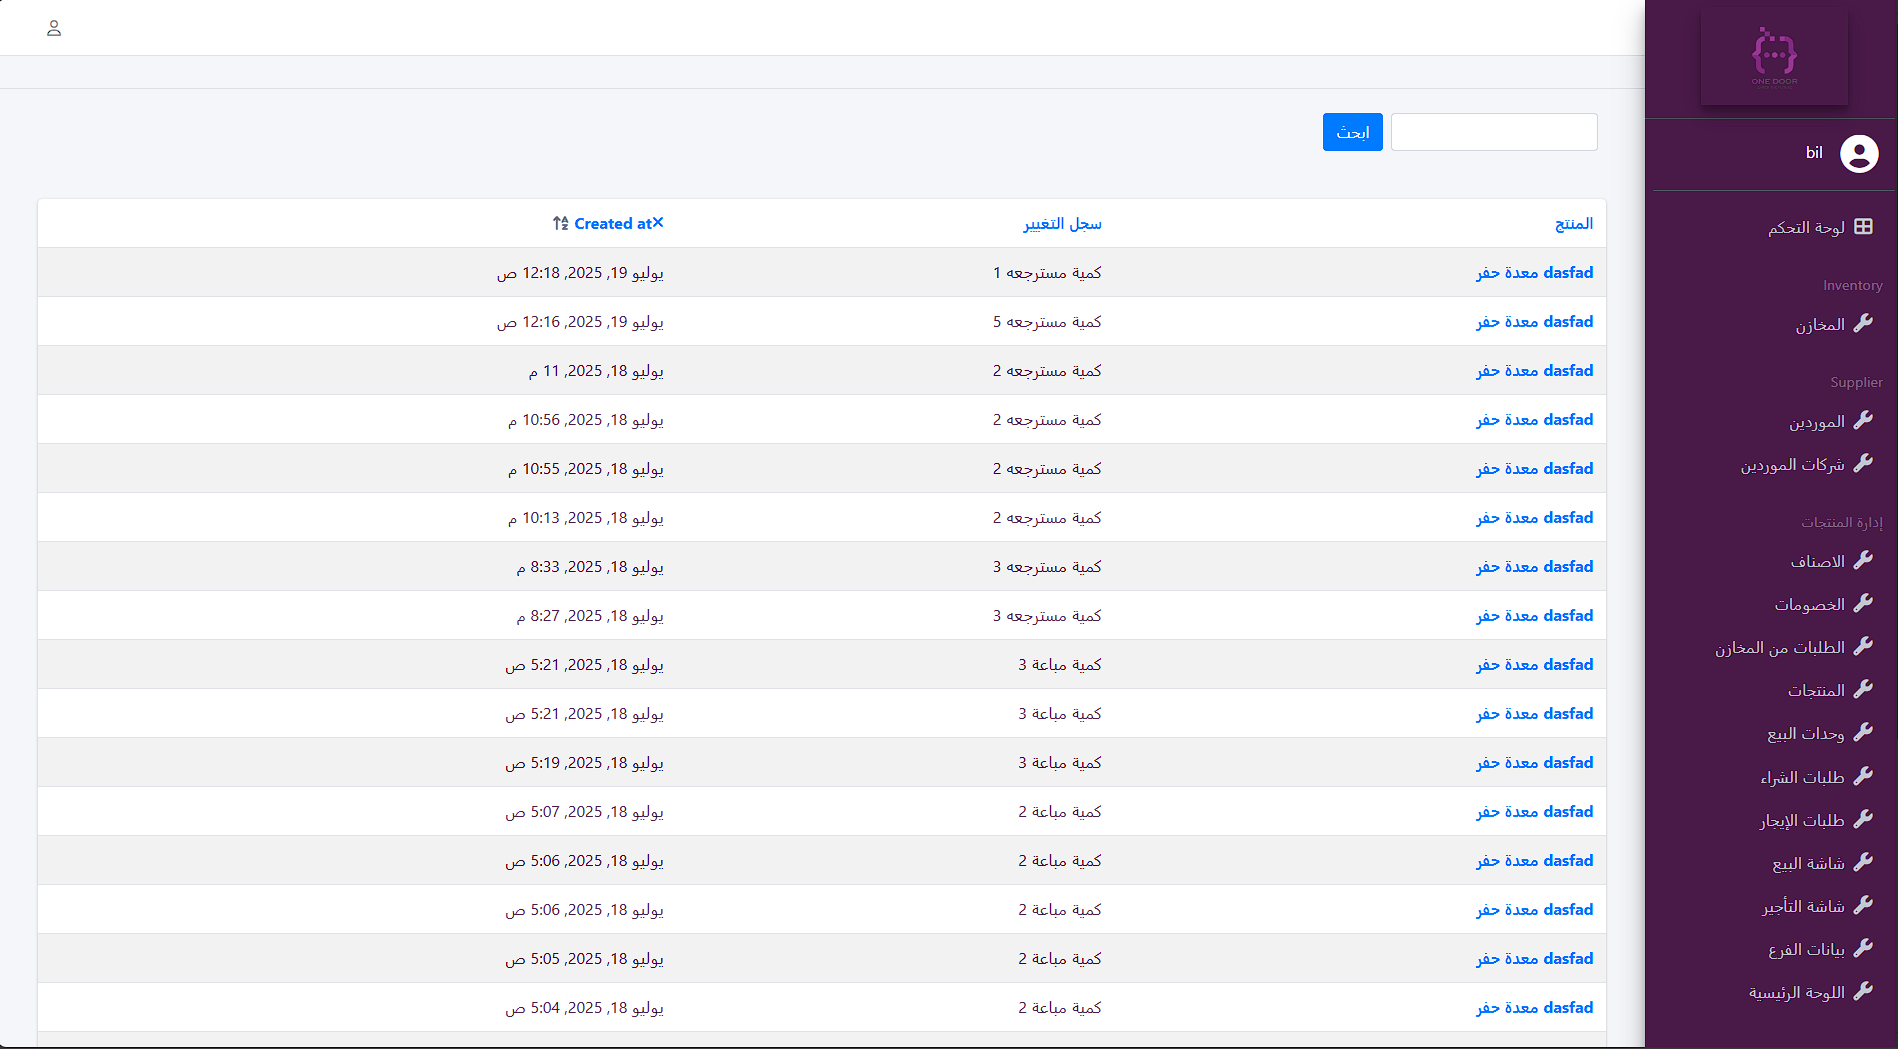 ONE DOOR
bil
لوحة التحكم
Inventory
المخازن
Supplier
الموردين
شركات الموردين
إدارة المنتجات
الاصناف
الخصومات
الطلبات من المخازن
المنتجات
وحدات البيع
طلبات الشراء
طلبات الإيجار
شاشة البيع
شاشة التأجير
بيانات الفرع
اللوحة الرئيسية
ابحث
المنتج سجل التغيير Created at
معدة حفر dasfad كمية مسترجعه 1 يوليو 19, 2025, 12:18 ص
معدة حفر dasfad كمية مسترجعه 5 يوليو 19, 2025, 12:16 ص
معدة حفر dasfad كمية مسترجعه 2 يوليو 18, 2025, 11 م
معدة حفر dasfad كمية مسترجعه 2 يوليو 18, 2025, 10:56 م
معدة حفر dasfad كمية مسترجعه 2 يوليو 18, 2025, 10:55 م
معدة حفر dasfad كمية مسترجعه 2 يوليو 18, 2025, 10:13 م
معدة حفر dasfad كمية مسترجعه 3 يوليو 18, 2025, 8:33 م
معدة حفر dasfad كمية مسترجعه 3 يوليو 18, 2025, 8:27 م
معدة حفر dasfad كمية مباعة 3 يوليو 18, 2025, 5:21 ص
معدة حفر dasfad كمية مباعة 3 يوليو 18, 2025, 5:21 ص
معدة حفر dasfad كمية مباعة 3 يوليو 18, 2025, 5:19 ص
معدة حفر dasfad كمية مباعة 2 يوليو 18, 2025, 5:07 ص
معدة حفر dasfad كمية مباعة 2 يوليو 18, 2025, 5:06 ص
معدة حفر dasfad كمية مباعة 2 يوليو 18, 2025, 5:06 ص
معدة حفر dasfad كمية مباعة 2 يوليو 18, 2025, 5:05 ص
معدة حفر dasfad كمية مباعة 2 يوليو 18, 2025, 5:04 ص